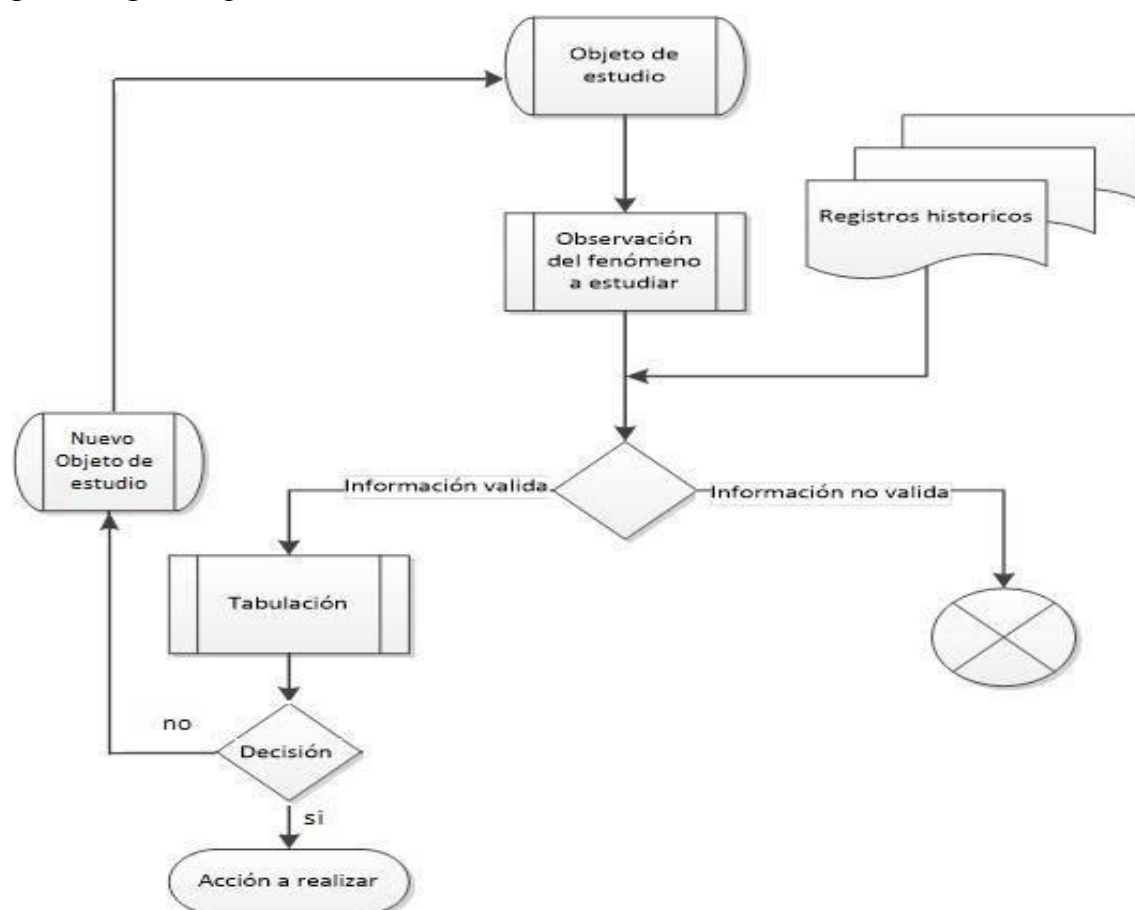 Objeto de
estudio
Registros historicos
Observación
del fenómeno
a estudiar
Nuevo
Objeto de
estudio
Información valida
Información no valida
Tabulación
no
Decisión
si
Acción a realizar